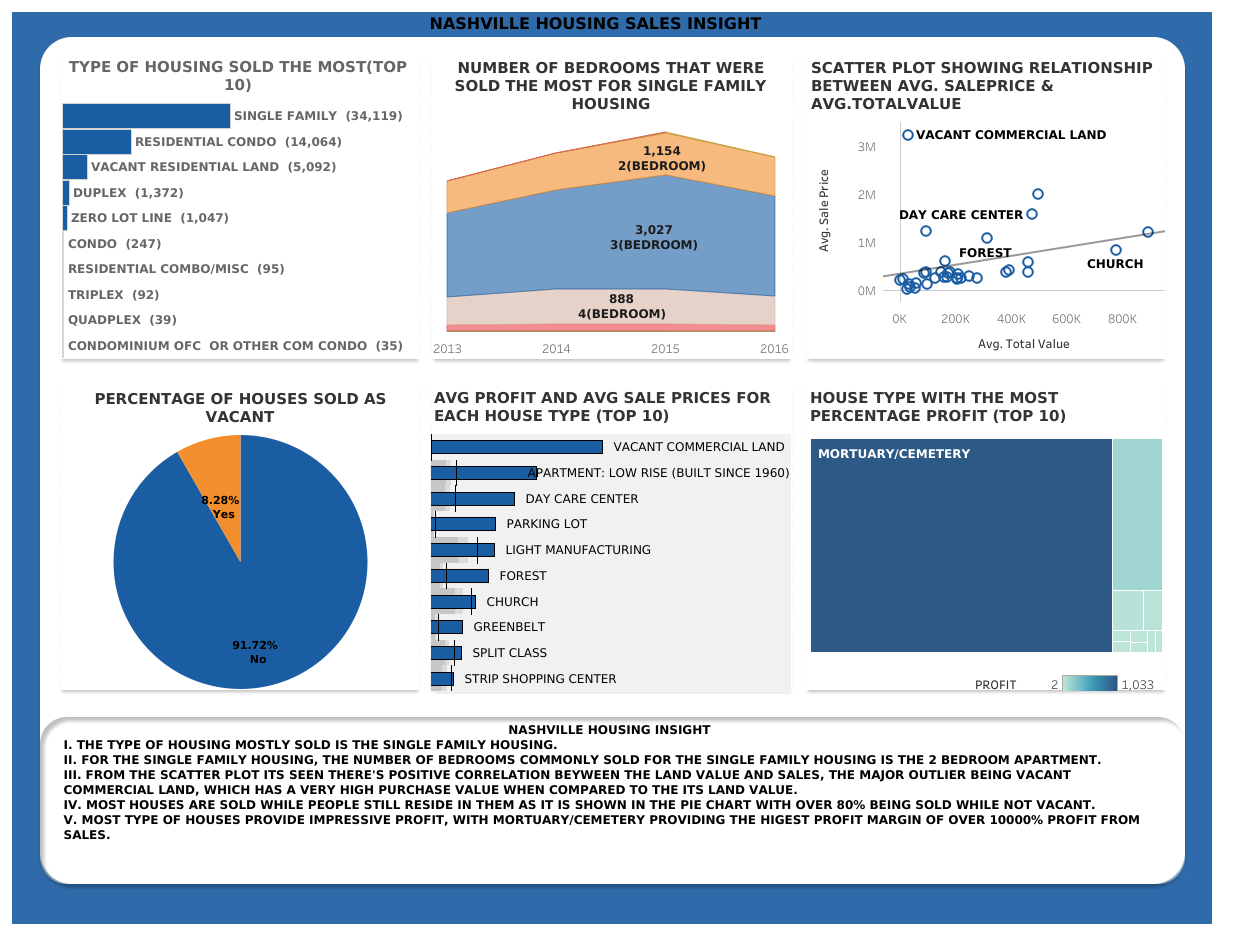 NASHVILLE HOUSING SALES INSIGHT
TYPE OF HOUSING SOLD THE MOST(TOP
10)
SINGLE FAMILY (34,119)
RESIDENTIAL CONDO (14,064)
VACANT RESIDENTIAL LAND (5,092)
DUPLEX (1,372)
ZERO LOT LINE (1,047)
CONDO (247)
RESIDENTIAL COMBO/MISC (95)
TRIPLEX (92)
QUADPLEX (39)
CONDOMINIUM OFC OR OTHER COM CONDO (35)
NUMBER OF BEDROOMS THAT WERE
SOLD THE MOST FOR SINGLE FAMILY
HOUSING
1,154
2(BEDROOM)
3,027
3(BEDROOM)
888
4(BEDROOM)
2013 2014 2015 2016
SCATTER PLOT SHOWING RELATIONSHIP
BETWEEN AVG. SALEPRICE &
AVG.TOTALVALUE
Avg. Sale Price
3M
2M
1M
0M
VACANT COMMERCIAL LAND
DAY CARE CENTER
FOREST
CHURCH
0K 200K 400K 600K 800K
Avg. Total Value
PERCENTAGE OF HOUSES SOLD AS
VACANT
8.28%
Yes
91.72%
No
AVG PROFIT AND AVG SALE PRICES FOR
EACH HOUSE TYPE (TOP 10)
VACANT COMMERCIAL LAND
APARTMENT: LOW RISE (BUILT SINCE 1960)
DAY CARE CENTER
PARKING LOT
LIGHT MANUFACTURING
FOREST
CHURCH
GREENBELT
SPLIT CLASS
STRIP SHOPPING CENTER
HOUSE TYPE WITH THE MOST
PERCENTAGE PROFIT (TOP 10)
MORTUARY/CEMETERY
PROFIT 2 1,033
NASHVILLE HOUSING INSIGHT
I. THE TYPE OF HOUSING MOSTLY SOLD IS THE SINGLE FAMILY HOUSING.
II. FOR THE SINGLE FAMILY HOUSING, THE NUMBER OF BEDROOMS COMMONLY SOLD FOR THE SINGLE FAMILY HOUSING IS THE 2 BEDROOM APARTMENT.
III. FROM THE SCATTER PLOT ITS SEEN THERE'S POSITIVE CORRELATION BEYWEEN THE LAND VALUE AND SALES, THE MAJOR OUTLIER BEING VACANT
COMMERCIAL LAND, WHICH HAS A VERY HIGH PURCHASE VALUE WHEN COMPARED TO THE ITS LAND VALUE.
IV. MOST HOUSES ARE SOLD WHILE PEOPLE STILL RESIDE IN THEM AS IT IS SHOWN IN THE PIE CHART WITH OVER 80% BEING SOLD WHILE NOT VACANT.
V. MOST TYPE OF HOUSES PROVIDE IMPRESSIVE PROFIT, WITH MORTUARY/CEMETERY PROVIDING THE HIGEST PROFIT MARGIN OF OVER 10000% PROFIT FROM
SALES.